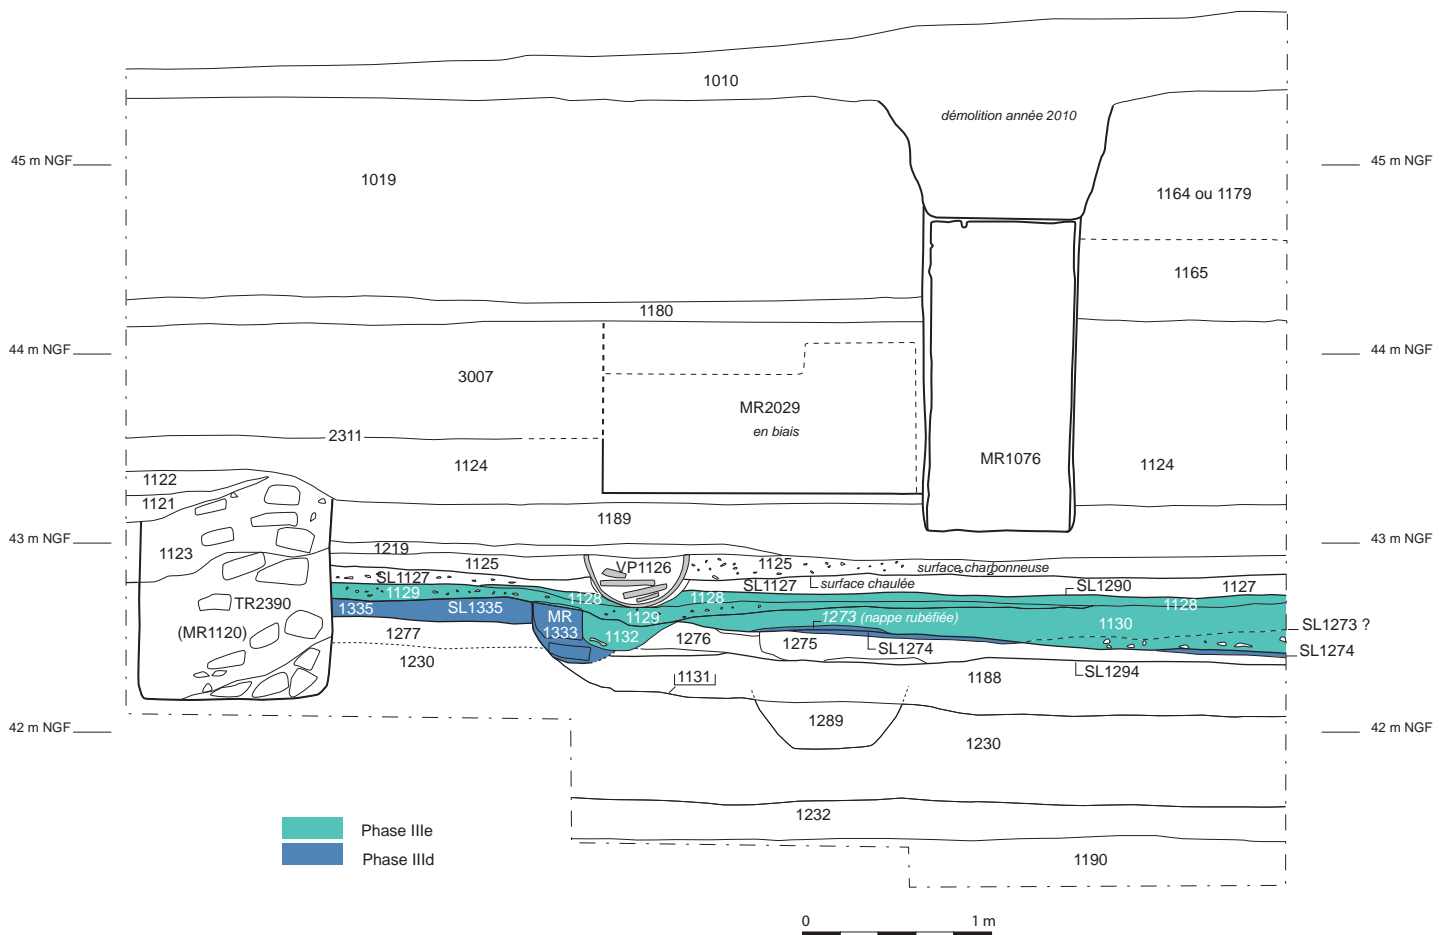 1010
démolition année 2010
45 m NGF
45 m NGF
1019
1164 ou 1179
1165
1180
44 m NGF
44 m NGF
3007
MR2029
en biais
2311
1124
MR1076
1124
1122
1121
1189
43 m NGF
43 m NGF
1123
1219
1125
VP1126
1125
surface charbonneuse
SL1127
SL1127
surface chaulée
SL1290
1127
1129
1128
1128
1128
TR2390
1335
SL1335
MR
1333
1129
1273 (nappe rubéfiée)
1130
SL1273 ?
(MR1120)
1277
1132
1276
1275
SL1274
SL1274
1230
1131
1188
SL1294
42 m NGF
1289
1230
42 m NGF
1232
Phase IIIe
Phase IIId
1190
0
1 m